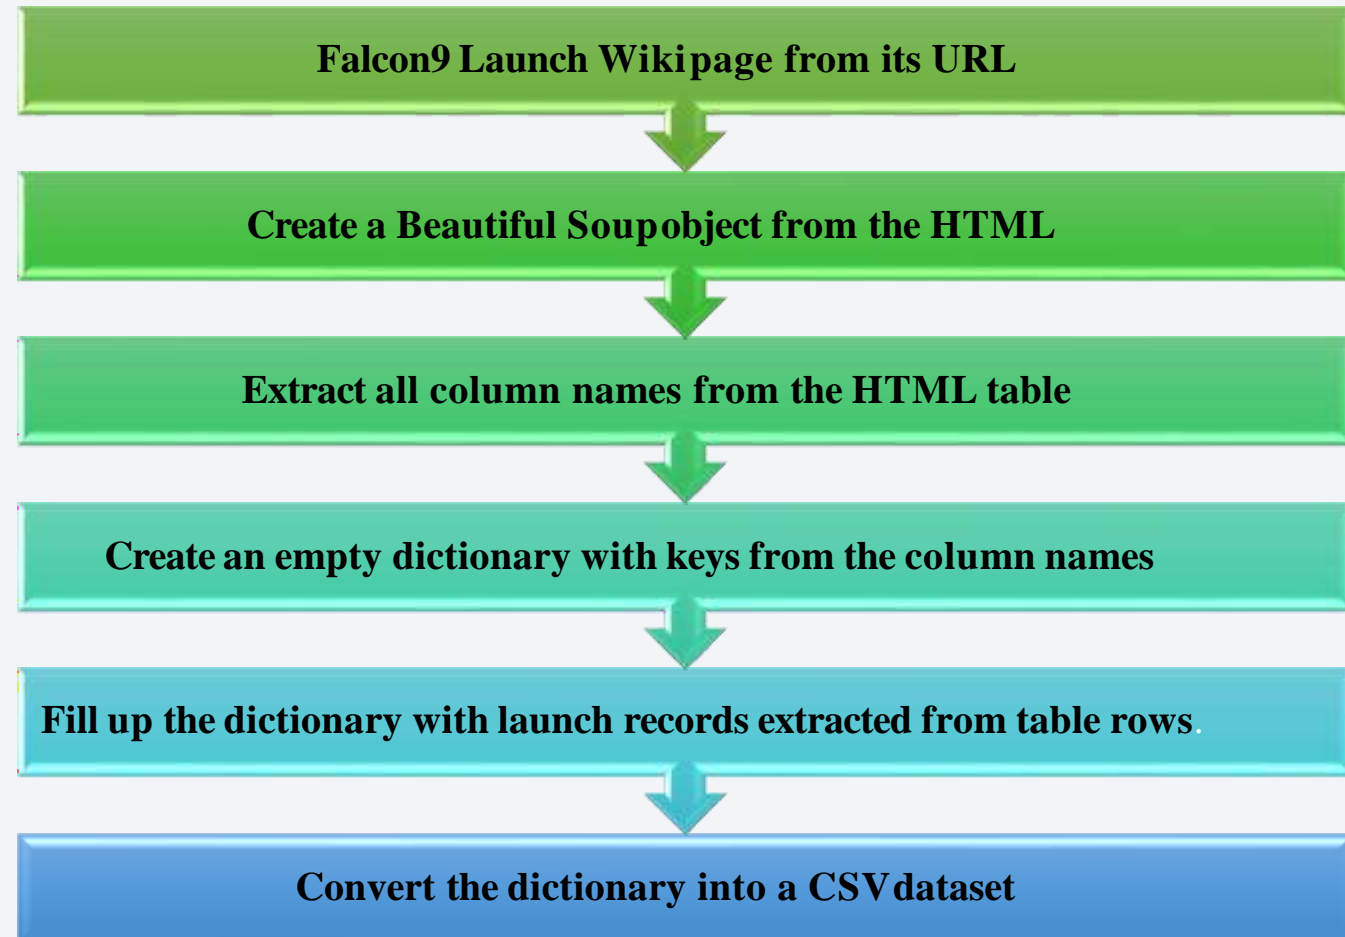 Falcon9 Launch Wikipage from its URL
Create a Beautiful Soupobject from the HTML
Extract all column names from the HTML table
Create an empty dictionary with keys from the column names
Fill up the dictionary with launch records extracted from table rows.
Convert the dictionary into a CSVdataset